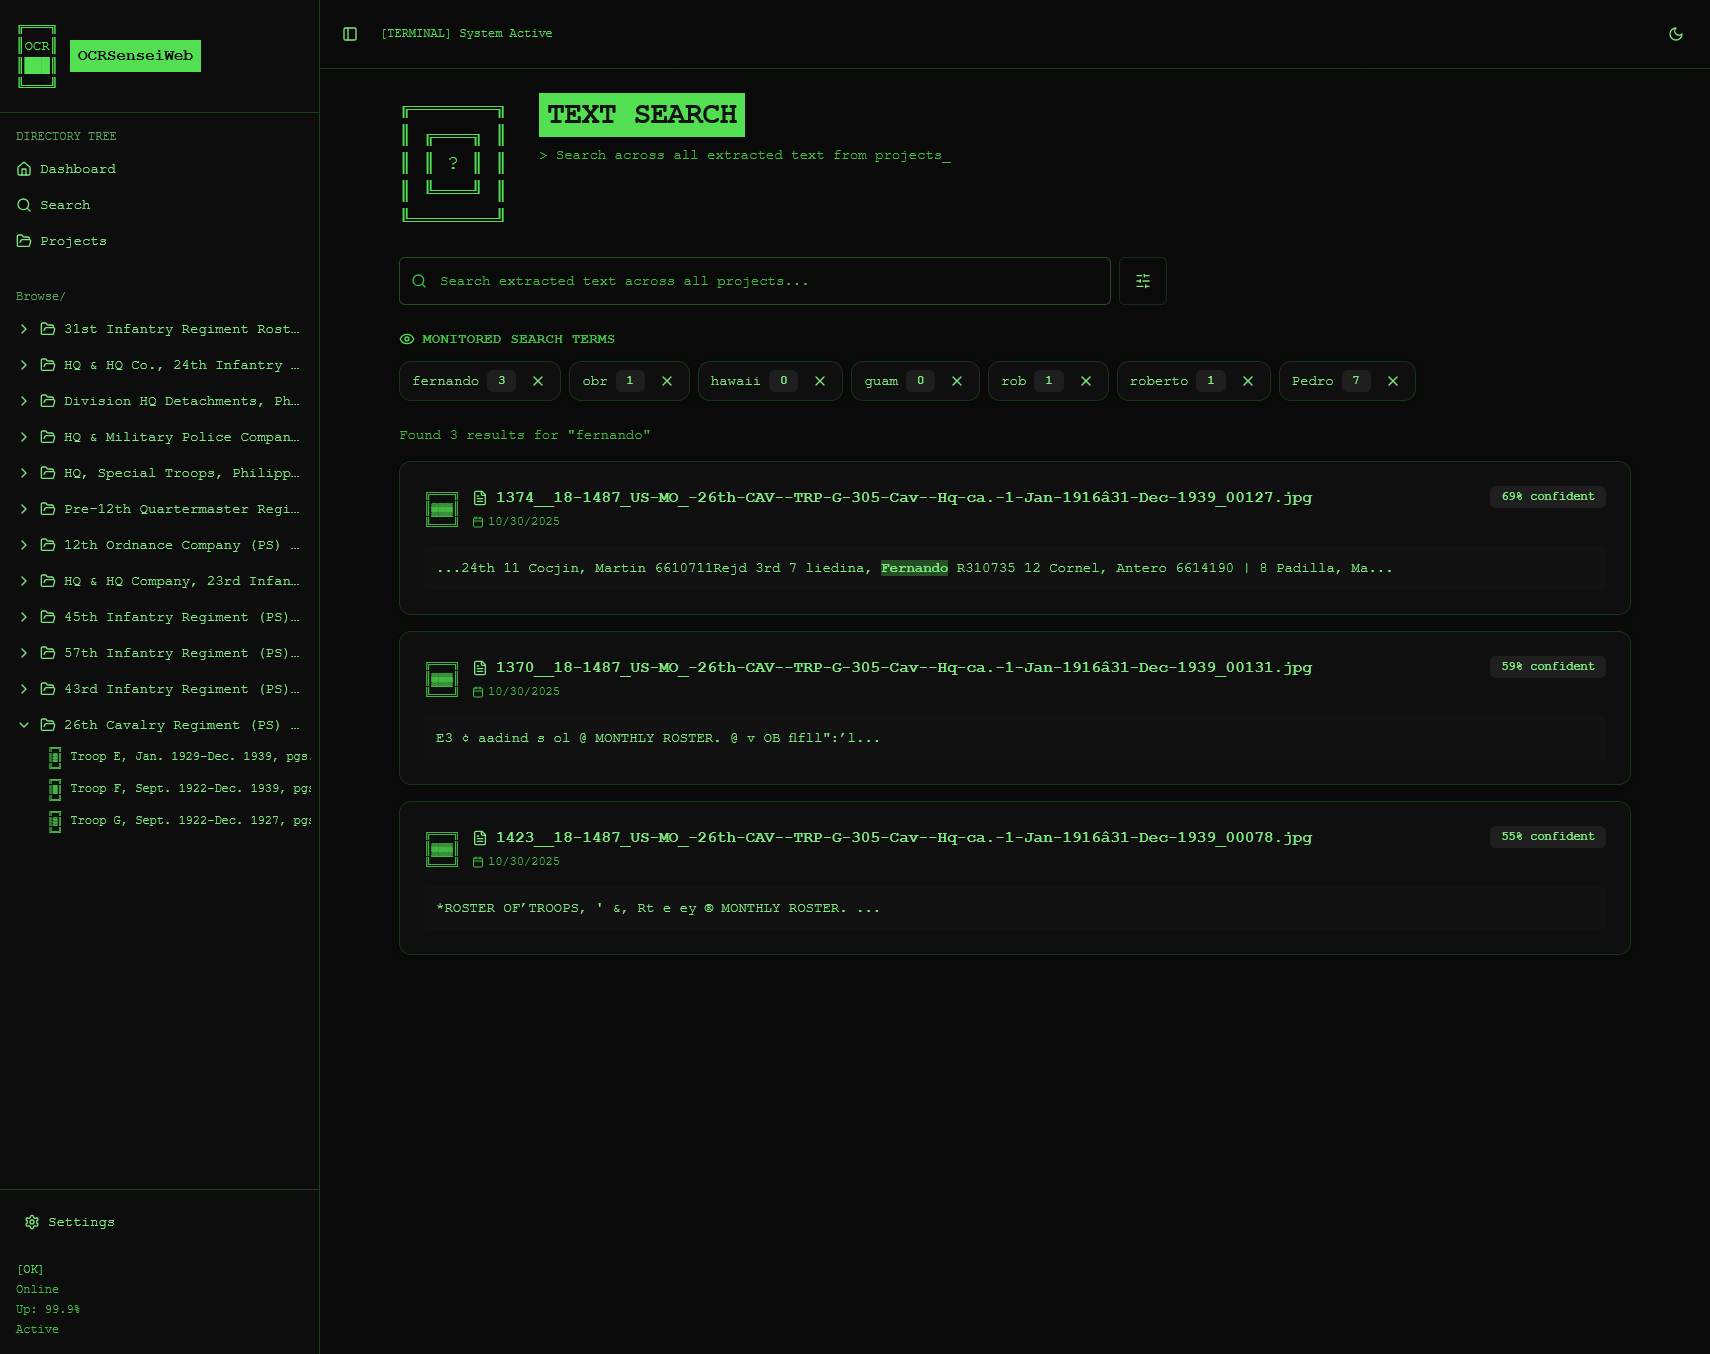 OCR
OCRSenseiWeb
DIRECTORY TREE
Dashboard
Search
Projects
Browse/
31st Infantry Regiment Rost…
HQ & HQ Co., 24th Infantry …
Division HQ Detachments, Ph…
HQ & Military Police Compan…
HQ, Special Troops, Philipp…
Pre-12th Quartermaster Regi…
12th Ordnance Company (PS) …
HQ & HQ Company, 23rd Infan…
45th Infantry Regiment (PS)…
57th Infantry Regiment (PS)…
43rd Infantry Regiment (PS)…
26th Cavalry Regiment (PS) …
Troop E, Jan. 1929-Dec. 1939, pgs.
Troop F, Sept. 1922-Dec. 1939, pgs
Troop G, Sept. 1922-Dec. 1927, pgs
Settings
[OK]
Online
Up: 99.9%
Active
[TERMINAL] System Active
?
TEXT SEARCH
> Search across all extracted text from projects_
Search extracted text across all projects...
MONITORED SEARCH TERMS
fernando 3 obr 1 hawaii 0 guam 0 rob 1 roberto 1 Pedro 7
Found 3 results for "fernando"
1374__18-1487_US-MO_-26th-CAV--TRP-G-305-Cav--Hq-ca.-1-Jan-1916â31-Dec-1939_00127.jpg
69% confident
10/30/2025
...24th 11 Cocjin, Martin 6610711Rejd 3rd 7 liedina, Fernando R310735 12 Cornel, Antero 6614190 | 8 Padilla, Ma...
1370__18-1487_US-MO_-26th-CAV--TRP-G-305-Cav--Hq-ca.-1-Jan-1916â31-Dec-1939_00131.jpg
59% confident
10/30/2025
E3 ¢ aadind s ol @ MONTHLY ROSTER. @ v OB ﬂfll":’l...
1423__18-1487_US-MO_-26th-CAV--TRP-G-305-Cav--Hq-ca.-1-Jan-1916â31-Dec-1939_00078.jpg
55% confident
10/30/2025
*ROSTER OF’TROOPS, ' &, Rt e ey ® MONTHLY ROSTER. ...